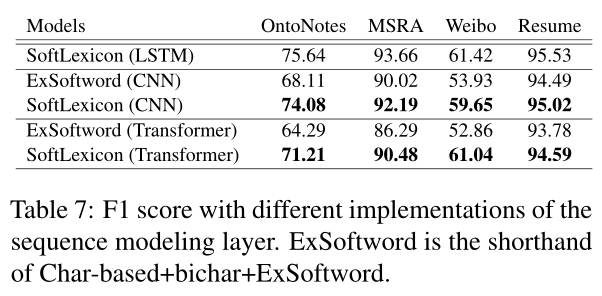 Models OntoNotes MSRA Weibo Resume
SoftLexicon (LSTM) 75.64 93.66 61.42 95.53
ExSoftword (CNN) 68.11 90.02 53.93 94.49
SoftLexicon (CNN) 74.08 92.19 59.65 95.02
ExSoftword (Transformer) 64.29 86.29 52.86 93.78
SoftLexicon (Transformer) 71.21 90.48 61.04 94.59
Table 7: F1 score with different implementations of the
sequence modeling layer. ExSoftword is the shorthand
of Char-based+bichar+ExSoftword.